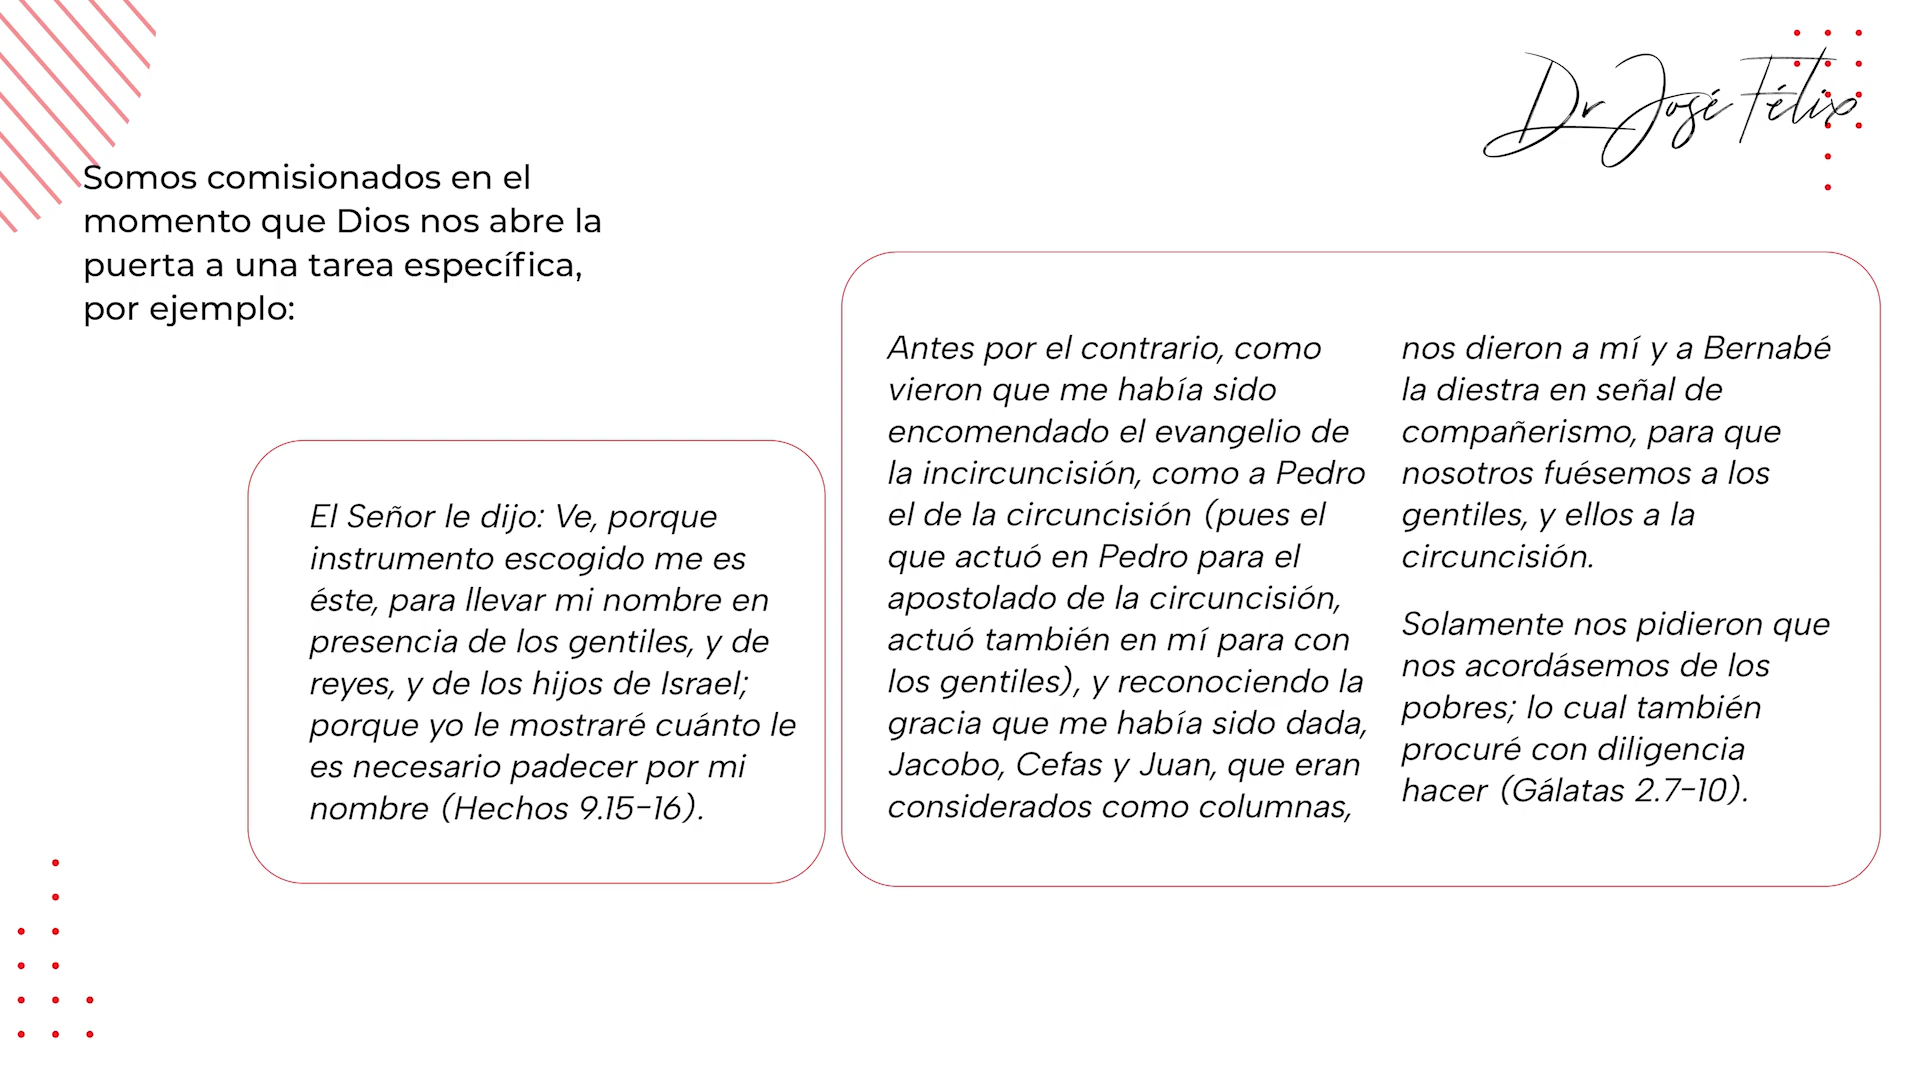 Dr José Félix
Somos comisionados en el
momento que Dios nos abre la
puerta a una tarea específica,
por ejemplo:
El Señor le dijo: Ve, porque
instrumento escogido me es
éste, para llevar mi nombre en
presencia de los gentiles, y de
reyes, y de los hijos de Israel;
porque yo le mostraré cuánto le
es necesario padecer por mi
nombre (Hechos 9.15-16).
Antes por el contrario, como
vieron que me había sido
encomendado el evangelio de
la incircuncisión, como a Pedro
el de la circuncisión (pues el
que actuó en Pedro para el
apostolado de la circuncisión,
actuó también en mí para con
los gentiles), y reconociendo la
gracia que me había sido dada,
Jacobo, Cefas y Juan, que eran
considerados como columnas,
nos dieron a mí y a Bernabé
la diestra en señal de
compañerismo, para que
nosotros fuésemos a los
gentiles, y ellos a la
circuncisión.
Solamente nos pidieron que
nos acordásemos de los
pobres; lo cual también
procuré con diligencia
hacer (Gálatas 2.7-10).